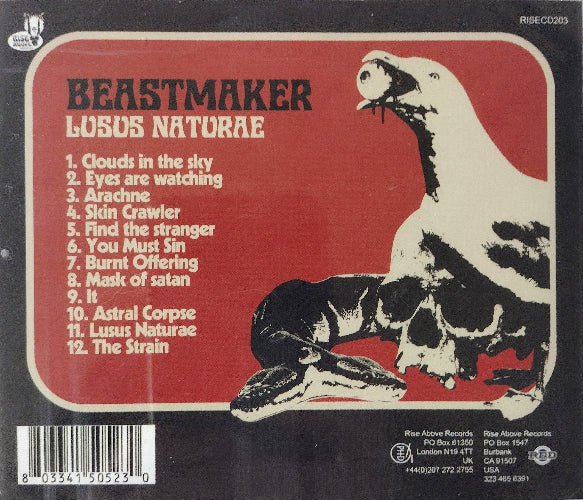 RISE ABOVE
RISECD203
BEASTMAKER
LUSUS NATURAE
1. Clouds in the sky
2. Eyes are watching
3. Arachne
4. Skin Crawler
5. Find the stranger
6. You Must Sin
7. Burnt Offering
8. Mask of satan
9. It
10. Astral Corpse
11. Lusus Naturae
12. The Strain
8 03341 50523 0
Rise Above Records
PO Box 61350
London N19 4TT
UK
+44(0)207 272 2755
Rise Above Records
PO Box 1547
Burbank
CA 91507
USA
323 465 6391
RED